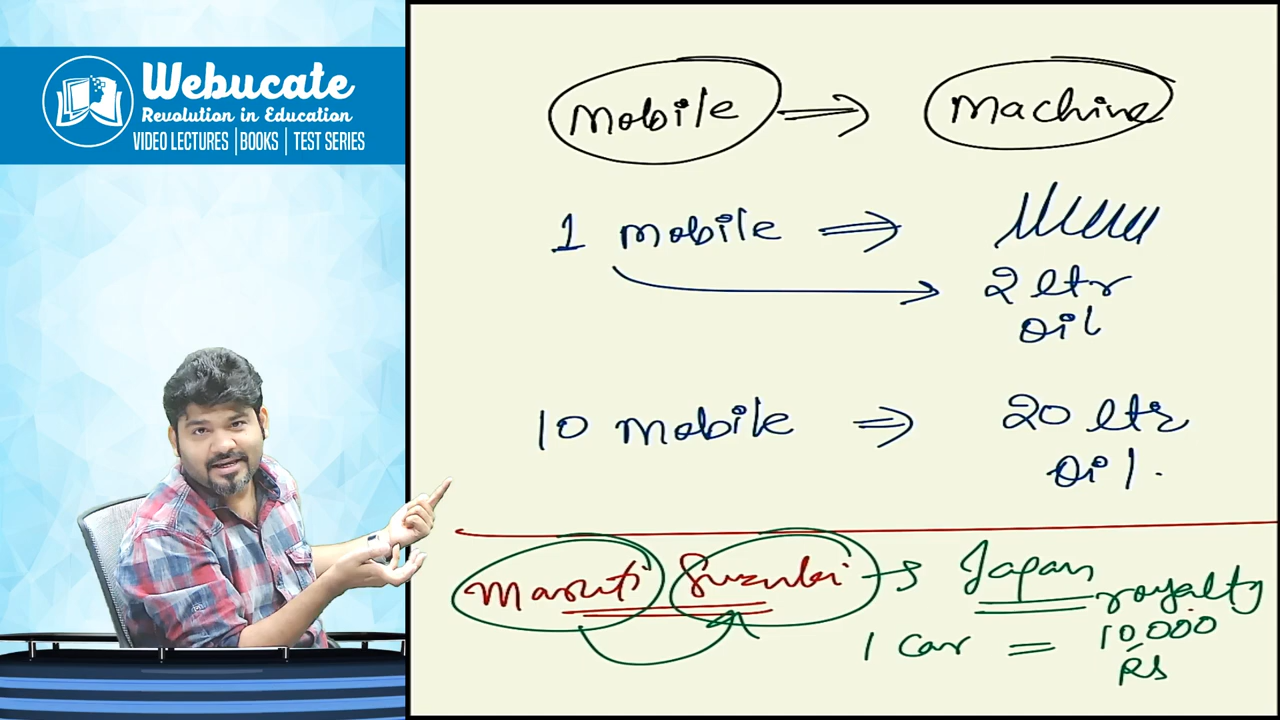 Webucate
Revolution in Education
VIDEO LECTURES | BOOKS | TEST SERIES
Mobile ⇒ Machine
1 mobile ⇒
→ 2 ltr
oil
10 mobile ⇒ 20 ltr
oil.
Maruti Suzuki → Japan
royalty
1 car = 10,000
Rs